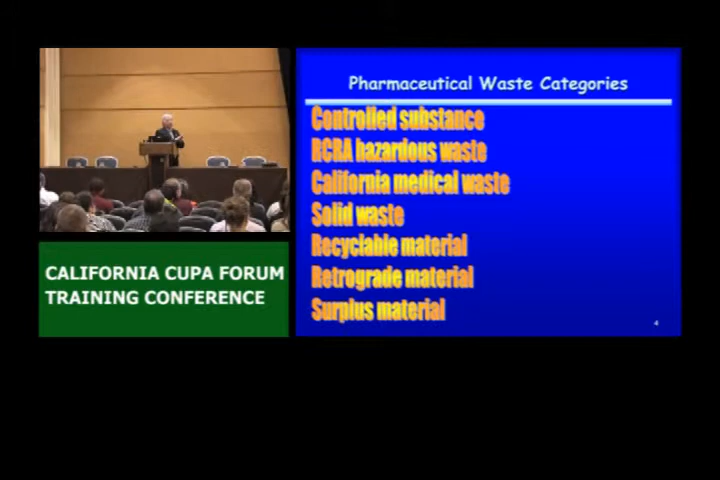 Pharmaceutical Waste Categories
Controlled substance
RCRA hazardous waste
California medical waste
Solid waste
Recyclable material
Retrograde material
Surplus material
4
CALIFORNIA CUPA FORUM
TRAINING CONFERENCE